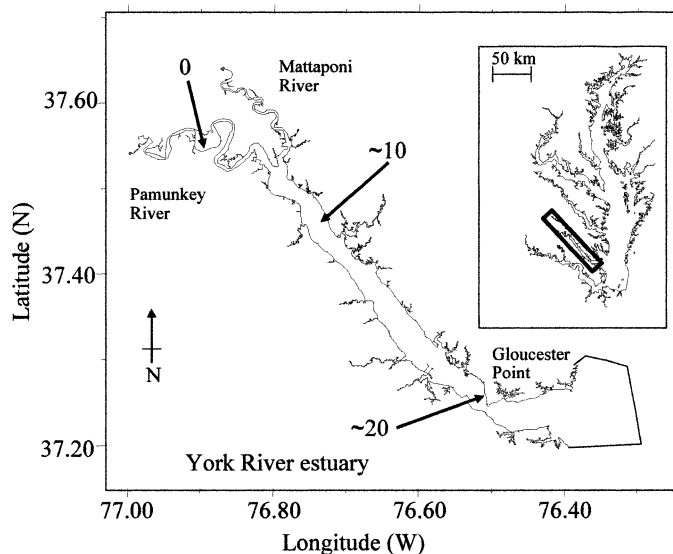 0
Mattaponi
River
50 km
37.60
~10
Pamunkey
River
Latitude (N)
37.40
N
Gloucester
Point
~20
37.20
York River estuary
77.00
76.80
76.60
76.40
Longitude (W)